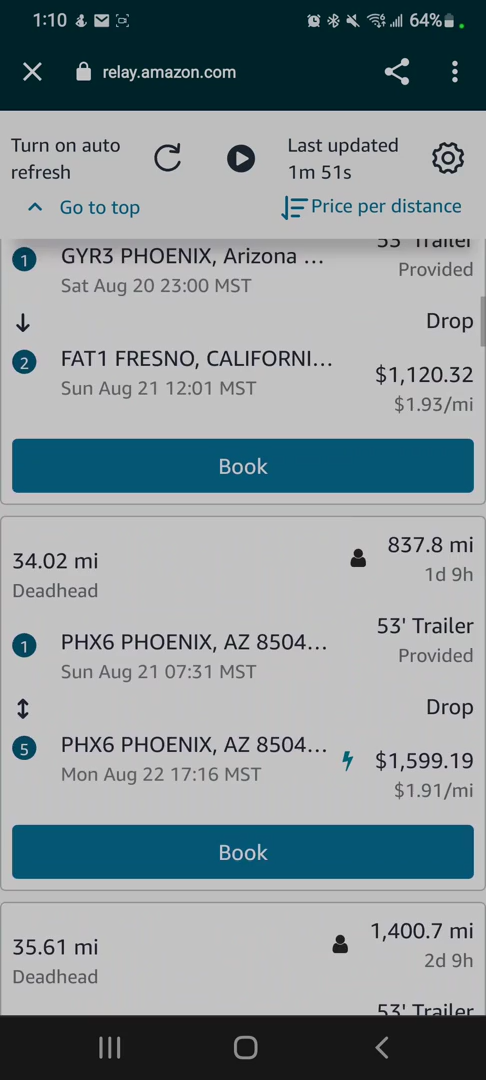 1:10 64%
relay.amazon.com
Turn on auto refresh
Last updated 1m 51s
Go to top
Price per distance
53' Trailer
1 GYR3 PHOENIX, Arizona ...
Provided
Sat Aug 20 23:00 MST
Drop
2 FAT1 FRESNO, CALIFORNI...
$1,120.32
Sun Aug 21 12:01 MST
$1.93/mi
Book
837.8 mi
34.02 mi
1d 9h
Deadhead
53' Trailer
1 PHX6 PHOENIX, AZ 8504...
Provided
Sun Aug 21 07:31 MST
Drop
5 PHX6 PHOENIX, AZ 8504...
$1,599.19
Mon Aug 22 17:16 MST
$1.91/mi
Book
1,400.7 mi
35.61 mi
2d 9h
Deadhead
53' Trailer